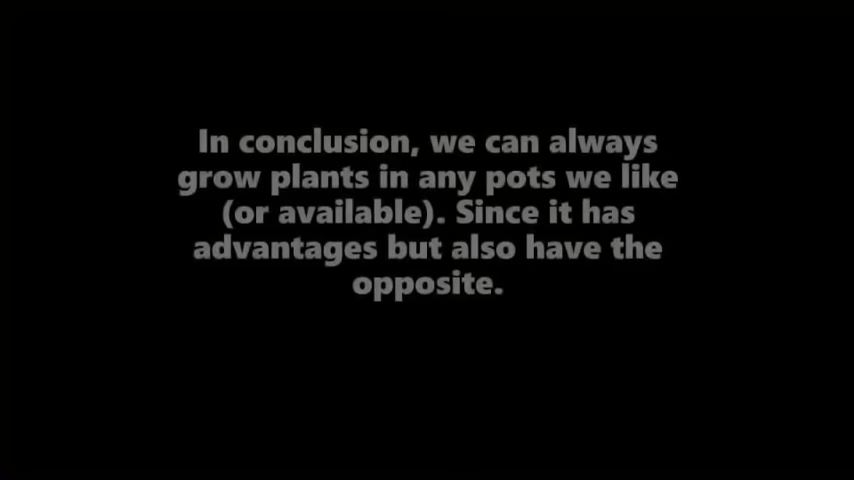 In conclusion, we can always
grow plants in any pots we like
(or available). Since it has
advantages but also have the
opposite.